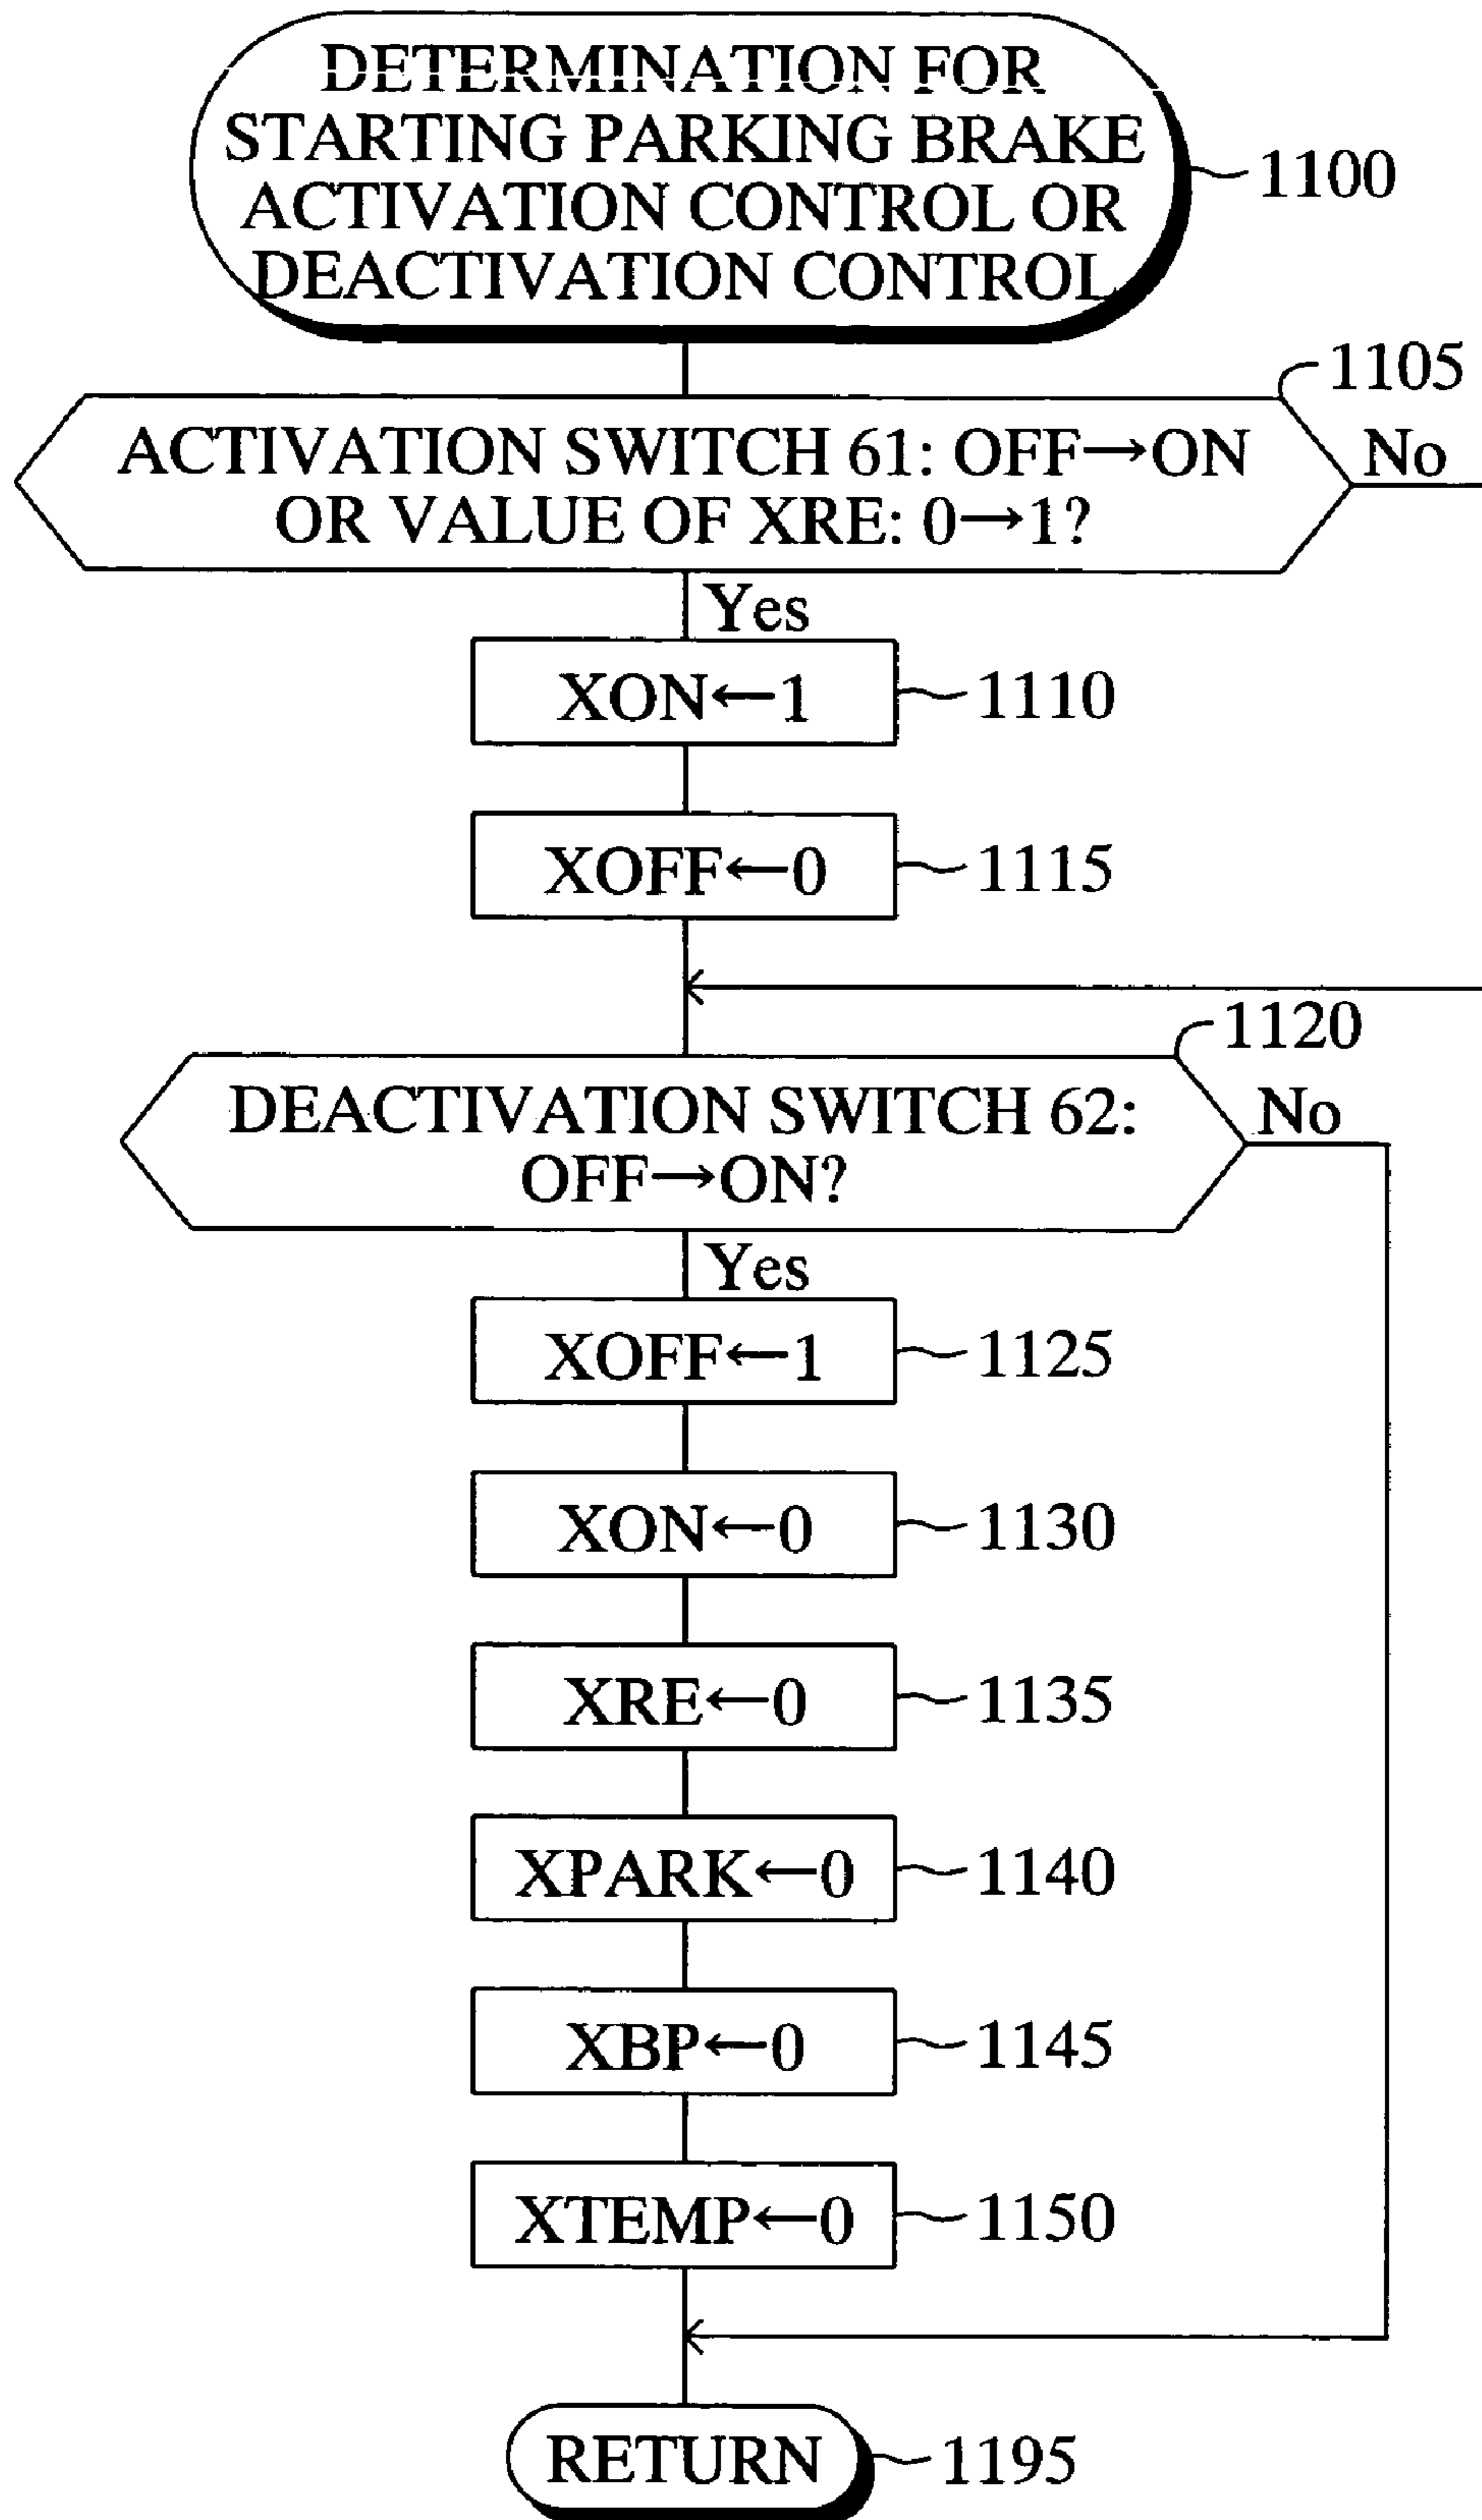 DETERMINATION FOR
STARTING PARKING BRAKE
ACTIVATION CONTROL OR
DEACTIVATION CONTROL
1100
1105
ACTIVATION SWITCH 61: OFF→ON
OR VALUE OF XRE: 0→1?
No
Yes
XON←1
1110
XOFF←0
1115
1120
DEACTIVATION SWITCH 62:
OFF→ON?
No
Yes
XOFF←1
1125
XON←0
1130
XRE←0
1135
XPARK←0
1140
XBP←0
1145
XTEMP←0
1150
RETURN
1195